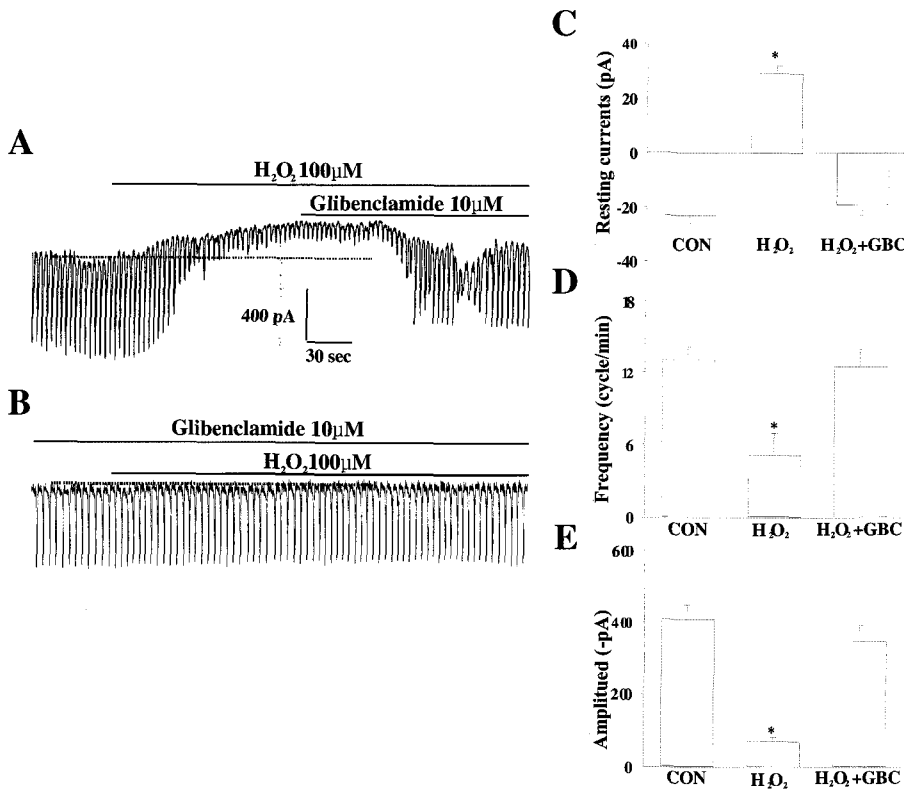 A
H₂O₂ 100μM
Glibenclamide 10μM
400 pA
30 sec
B
Glibenclamide 10μM
H₂O₂ 100μM
C
Resting currents (pA)
40
20
0
-20
-40
CON
H₂O₂
H₂O₂+GBC
*
D
Frequency (cycle/min)
18
12
6
0
*
CON
H₂O₂
H₂O₂+GBC
E
Amplitued (-pA)
600
400
200
0
*
CON
H₂O₂
H₂O₂+GBC